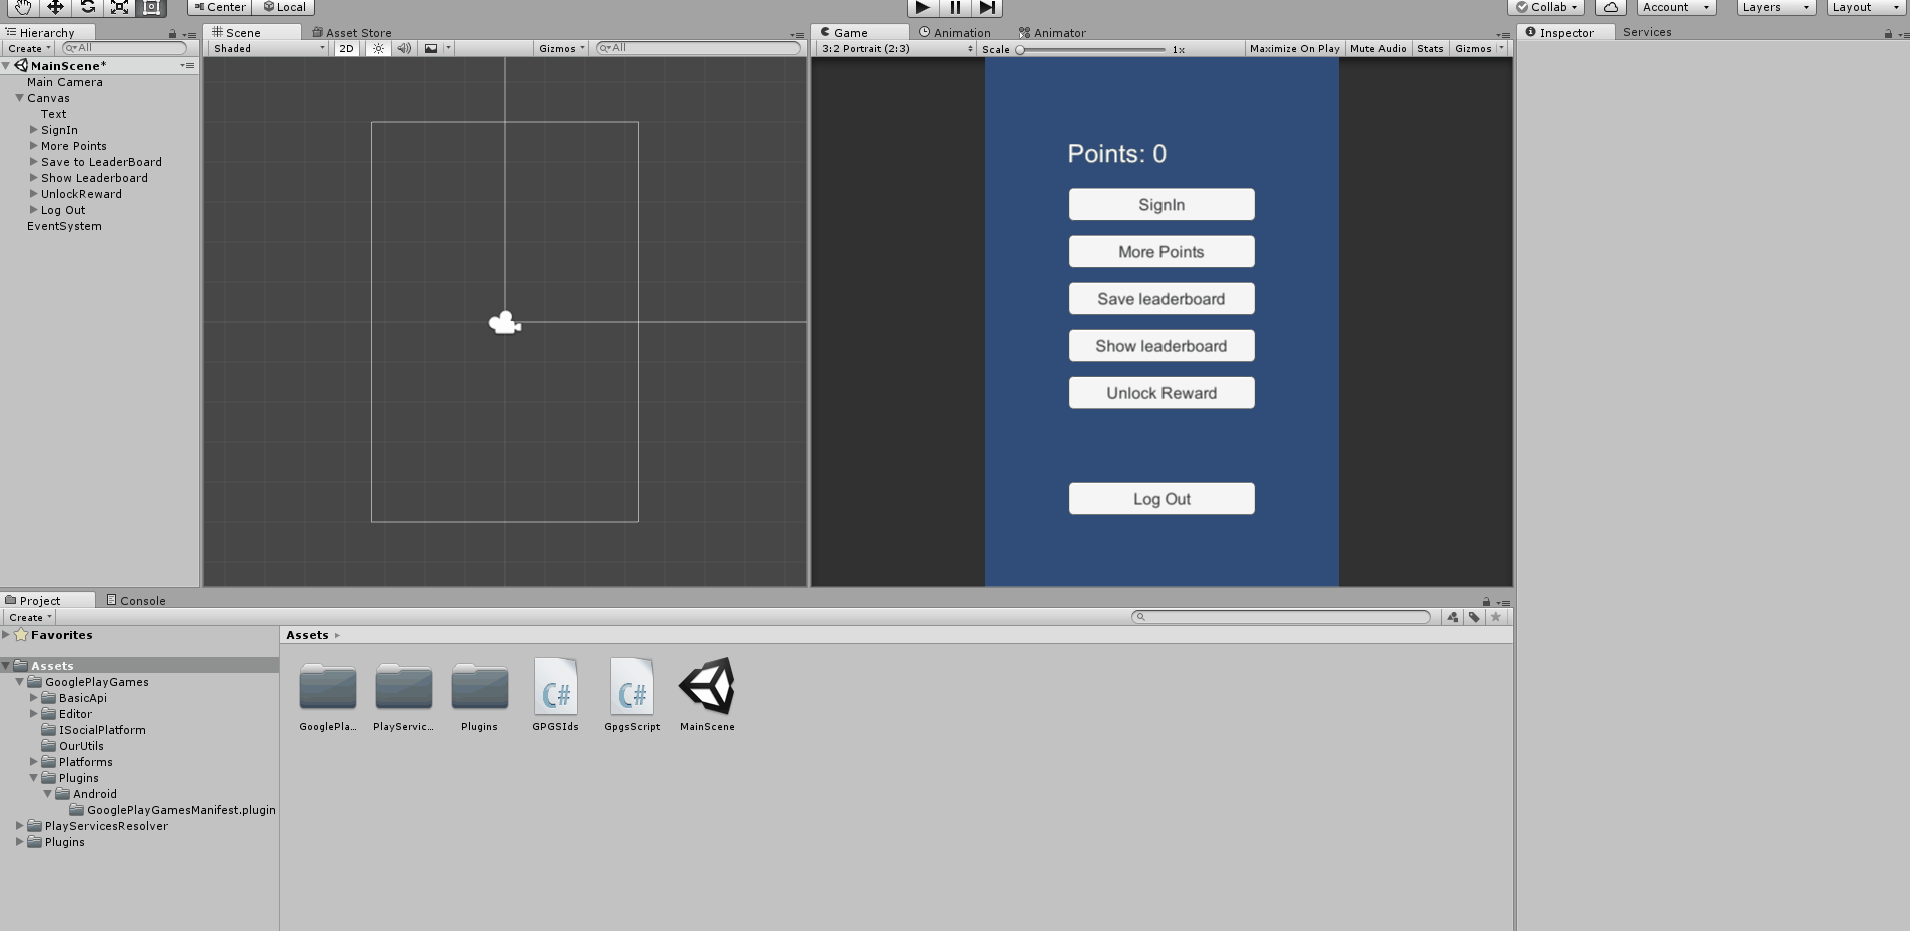 Center Local
Collab Account Layers Layout
Hierarchy
Create All
MainScene*
Main Camera
Canvas
Text
SignIn
More Points
Save to LeaderBoard
Show Leaderboard
UnlockReward
Log Out
EventSystem
Scene Asset Store
Shaded 2D Gizmos All
Game Animation Animator
3:2 Portrait (2:3) Scale 1x Maximize On Play Mute Audio Stats Gizmos
Points: 0
SignIn
More Points
Save leaderboard
Show leaderboard
Unlock Reward
Log Out
Inspector Services
Project Console
Create
Favorites
Assets
GooglePlayGames
BasicApi
Editor
ISocialPlatform
OurUtils
Platforms
Plugins
Android
GooglePlayGamesManifest.plugin
PlayServicesResolver
Plugins
Assets
C# C#
GooglePla... PlayServic... Plugins GPGSIds GpgsScript MainScene